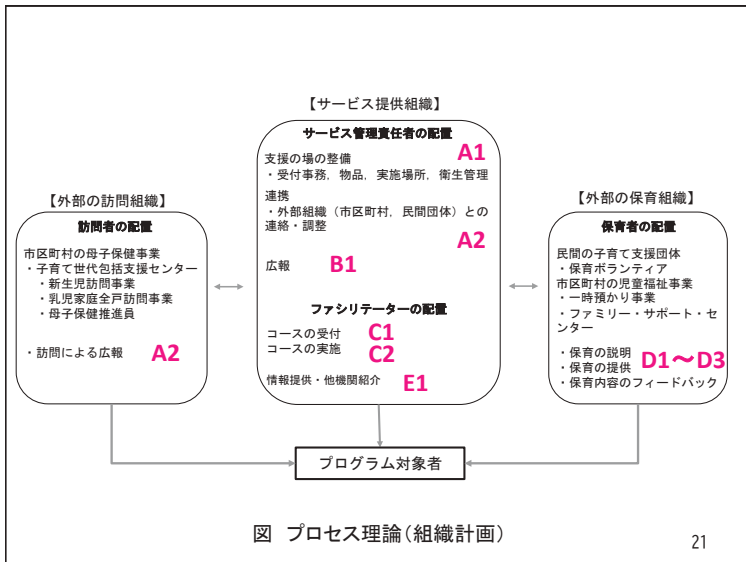 【サービス提供組織】
サービス管理責任者の配置
支援の場の整備 A1
・受付事務，物品，実施場所，衛生管理
連携
・外部組織（市区町村，民間団体）との
連絡・調整
A2
広報 B1
ファシリテーターの配置
コースの受付 C1
コースの実施 C2
情報提供・他機関紹介 E1
【外部の訪問組織】
訪問者の配置
市区町村の母子保健事業
・子育て世代包括支援センター
・新生児訪問事業
・乳児家庭全戸訪問事業
・母子保健推進員
・訪問による広報 A2
【外部の保育組織】
保育者の配置
民間の子育て支援団体
・保育ボランティア
市区町村の児童福祉事業
・一時預かり事業
・ファミリー・サポート・セ
ンター
・保育の説明
・保育の提供 D1～D3
・保育内容のフィードバック
プログラム対象者
図 プロセス理論（組織計画）
21